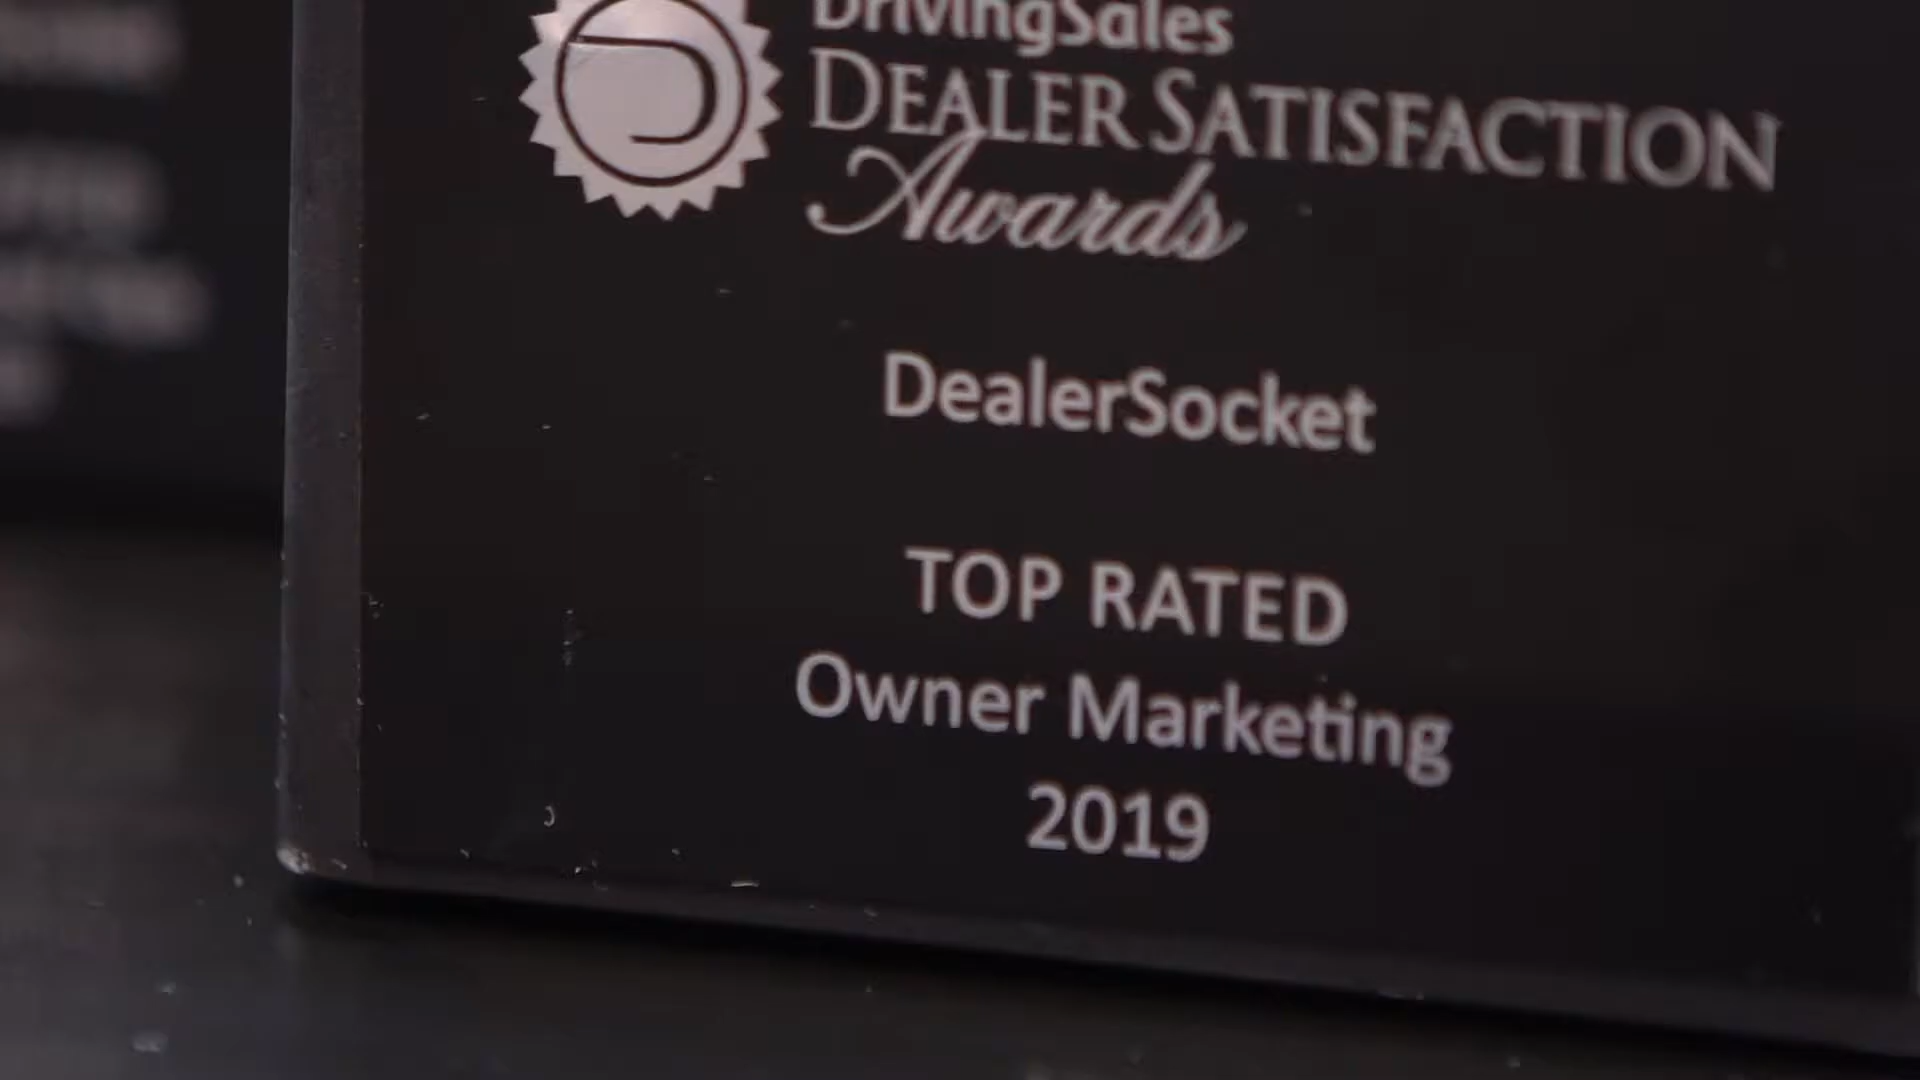 DrivingSales
DEALER SATISFACTION
Awards
DealerSocket
TOP RATED
Owner Marketing
2019